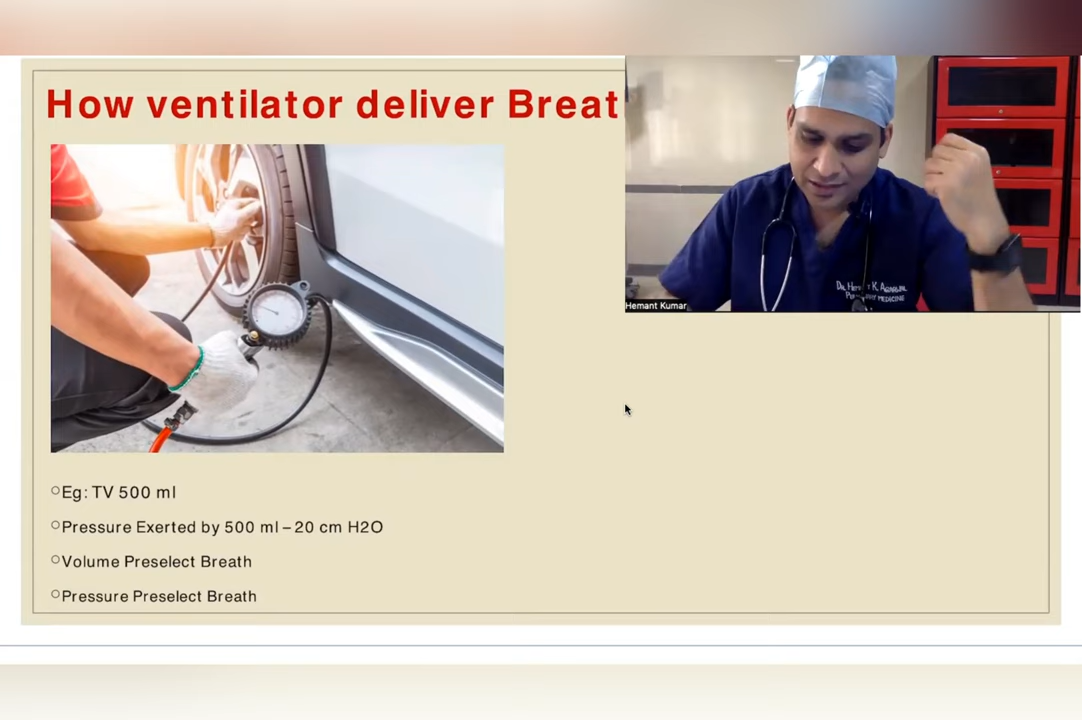 How ventilator deliver Breat
Hemant Kumar
○Eg: TV 500 ml
○Pressure Exerted by 500 ml – 20 cm H2O
○Volume Preselect Breath
○Pressure Preselect Breath